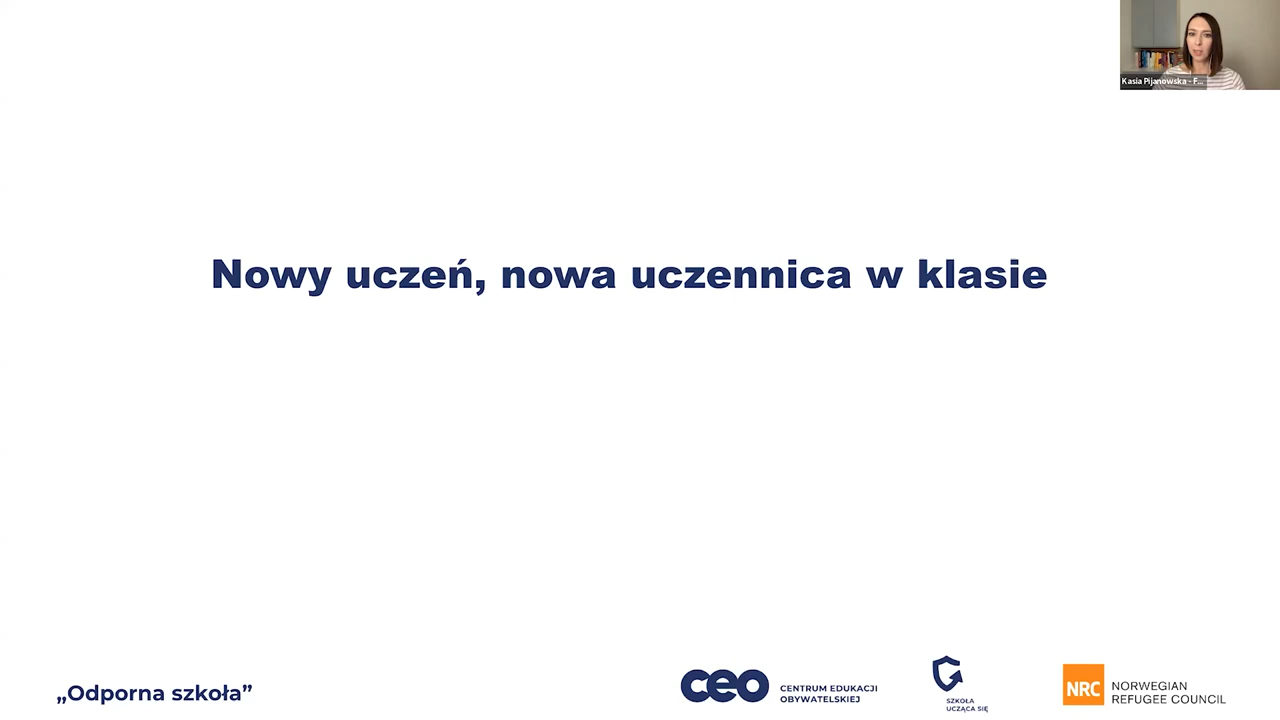 Kasia Pijanowska - F...
Nowy uczeń, nowa uczennica w klasie
„Odporna szkoła”
ceo
CENTRUM EDUKACJI
OBYWATELSKIEJ
SZKOŁA
UCZĄCA SIĘ
NRC
NORWEGIAN
REFUGEE COUNCIL